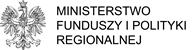 MINISTERSTWO
FUNDUSZY I POLITYKI
REGIONALNEJ